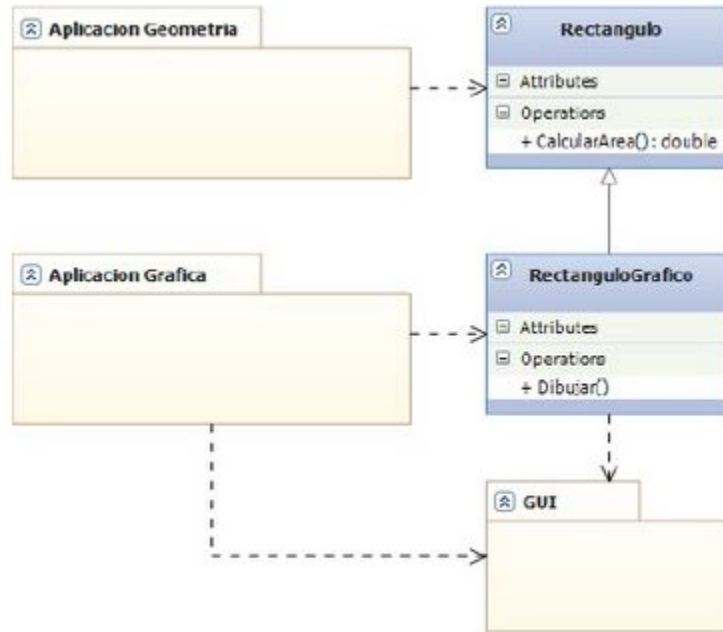 Aplicacion Geometria
Rectangulo
Attributes
Operations
+ CalcularArea() : double
Aplicacion Grafica
RectanguloGrafico
Attributes
Operations
+ Dibujar()
GUI